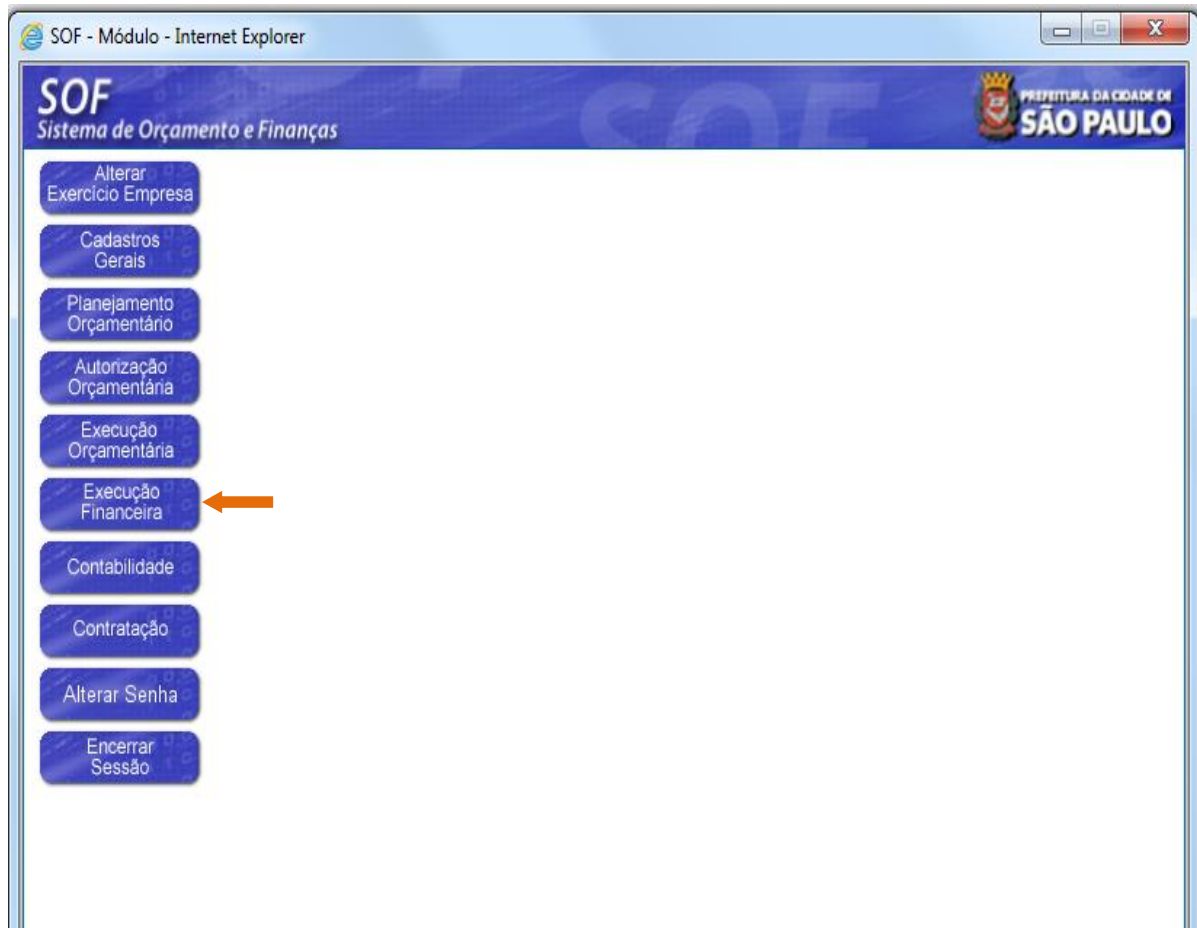 SOF - Módulo - Internet Explorer
SOF
Sistema de Orçamento e Finanças
SOF
PREFEITURA DA CIDADE DE
SÃO PAULO
Alterar
Exercício Empresa
Cadastros
Gerais
Planejamento
Orçamentário
Autorização
Orçamentária
Execução
Orçamentária
Execução
Financeira
Contabilidade
Contratação
Alterar Senha
Encerrar
Sessão